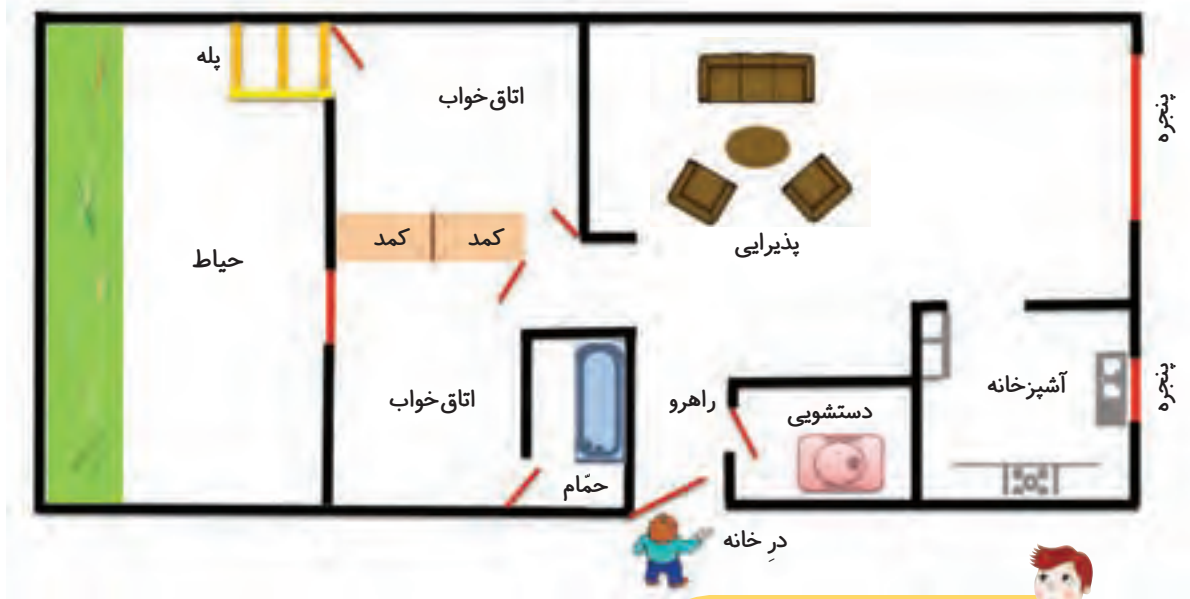 پله
اتاق‌خواب
پنجره
کمد
کمد
پذیرایی
حیاط
آشپزخانه
پنجره
راهرو
دستشویی
اتاق‌خواب
حمّام
درِ خانه